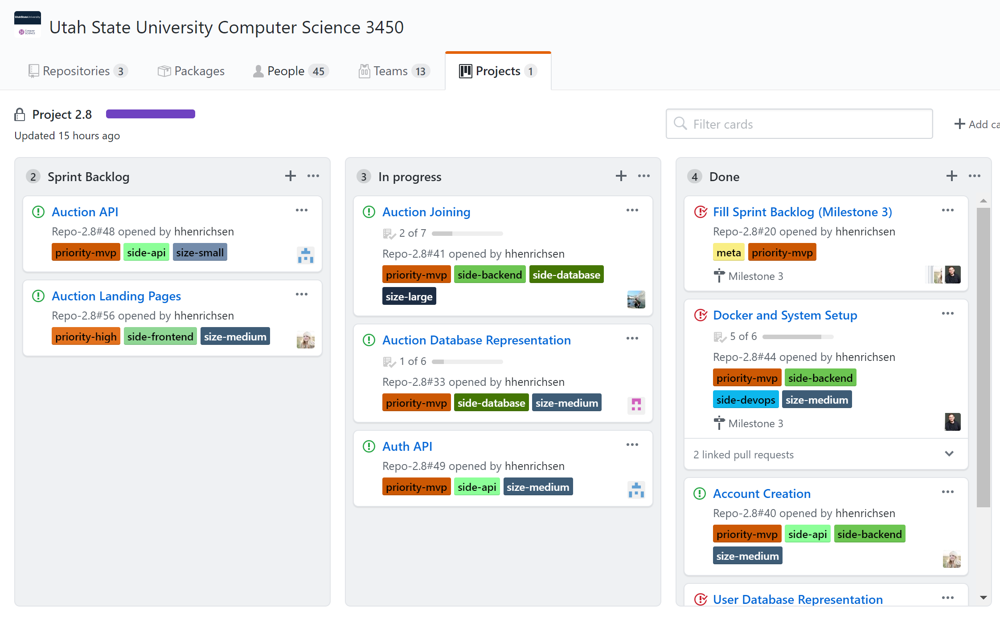 UtahStateUniversity
Computer
SCIENCE
Utah State University Computer Science 3450
Repositories 3
Packages
People 45
Teams 13
Projects 1
Project 2.8
Updated 15 hours ago
Filter cards
Add ca
2 Sprint Backlog
Auction API
Repo-2.8#48 opened by hhenrichsen
priority-mvp side-api size-small
Auction Landing Pages
Repo-2.8#56 opened by hhenrichsen
priority-high side-frontend size-medium
3 In progress
Auction Joining
2 of 7
Repo-2.8#41 opened by hhenrichsen
priority-mvp side-backend side-database
size-large
Auction Database Representation
1 of 6
Repo-2.8#33 opened by hhenrichsen
priority-mvp side-database size-medium
Auth API
Repo-2.8#49 opened by hhenrichsen
priority-mvp side-api size-medium
4 Done
Fill Sprint Backlog (Milestone 3)
Repo-2.8#20 opened by hhenrichsen
meta priority-mvp
Milestone 3
Docker and System Setup
5 of 6
Repo-2.8#44 opened by hhenrichsen
priority-mvp side-backend
side-devops size-medium
Milestone 3
2 linked pull requests
Account Creation
Repo-2.8#40 opened by hhenrichsen
priority-mvp side-api side-backend
size-medium
User Database Representation